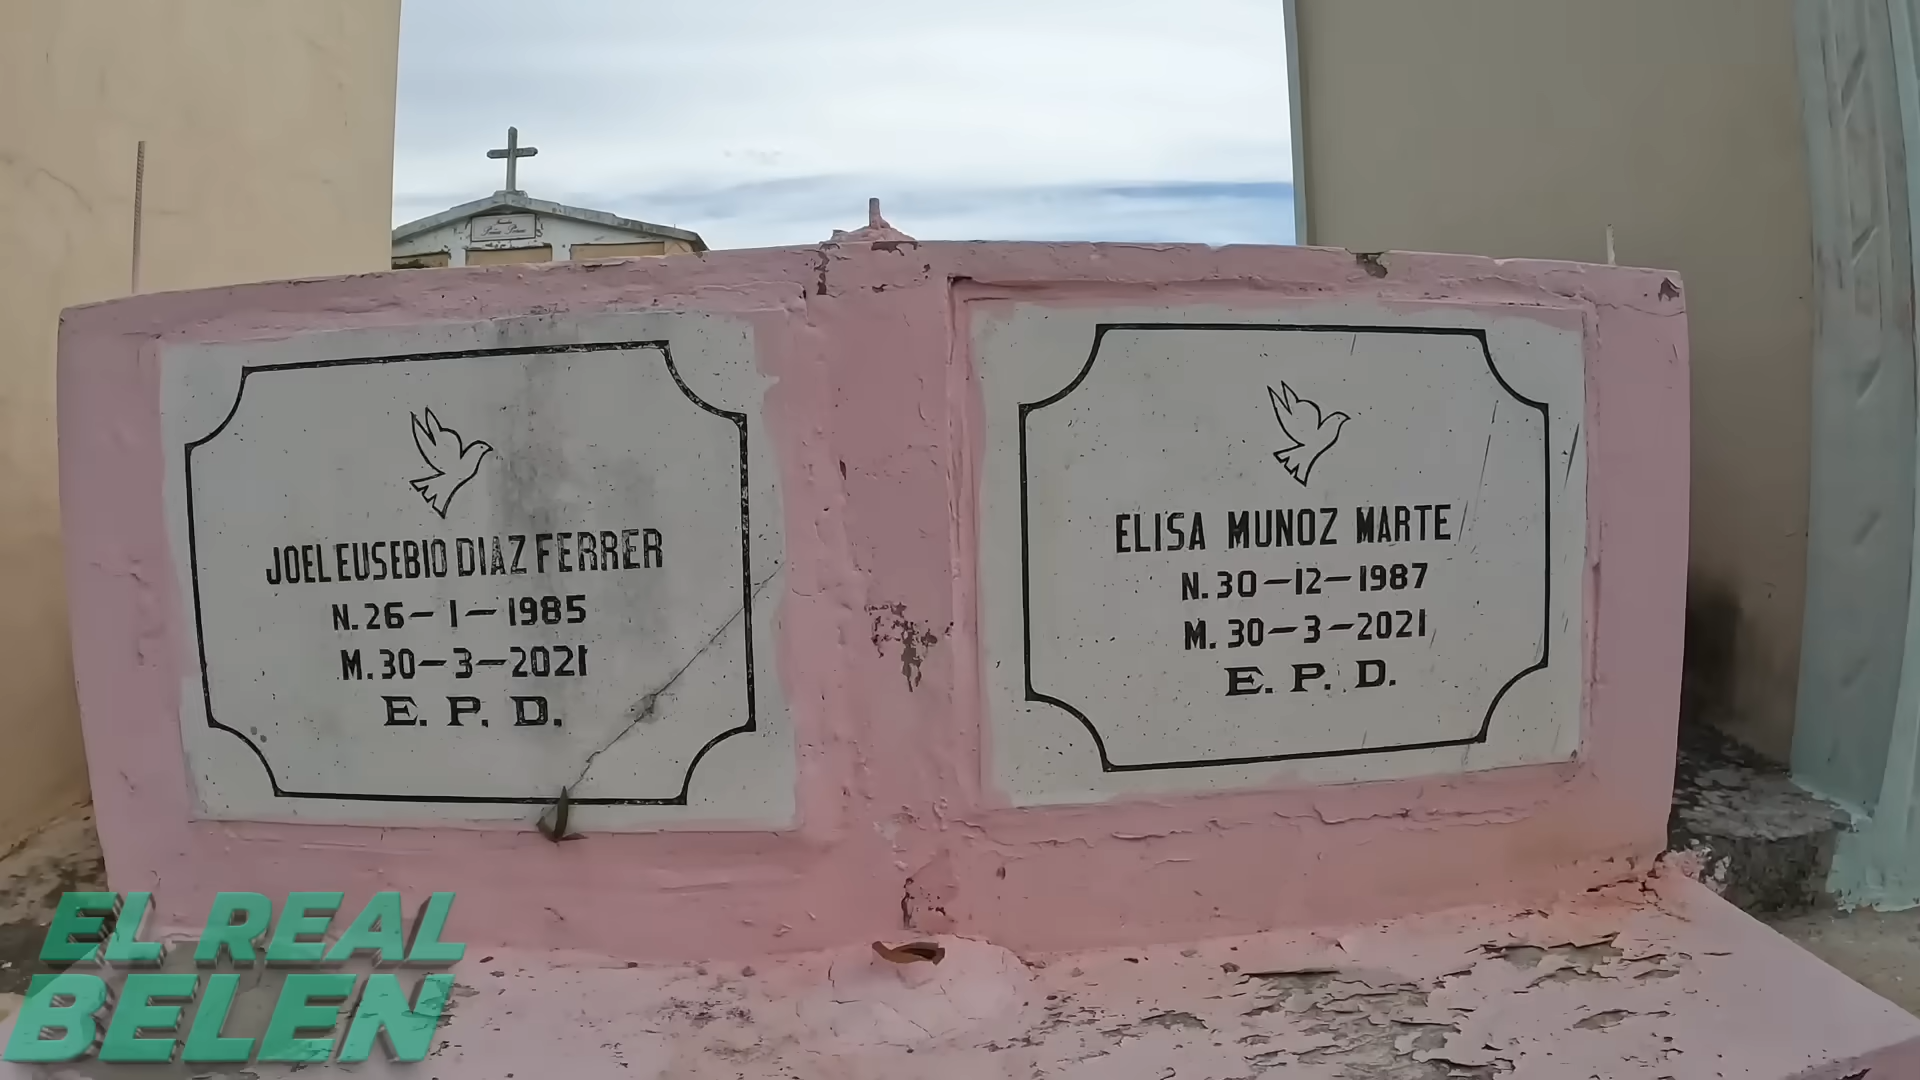 JOEL EUSEBIO DIAZ FERRER
N. 26-1-1985
M. 30-3-2021
E. P. D.
ELISA MUNOZ MARTE
N. 30-12-1987
M. 30-3-2021
E. P. D.
EL REAL
BELEN